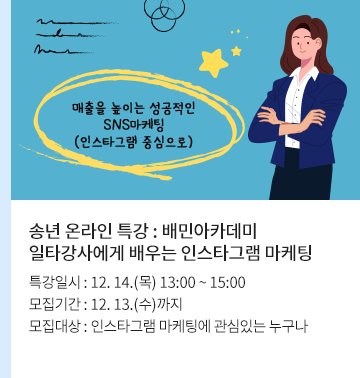 매출을 높이는 성공적인
SNS마케팅
(인스타그램 중심으로)
송년 온라인 특강 : 배민아카데미
일타강사에게 배우는 인스타그램 마케팅
특강일시 : 12. 14.(목) 13:00 ~ 15:00
모집기간 : 12. 13.(수)까지
모집대상 : 인스타그램 마케팅에 관심있는 누구나